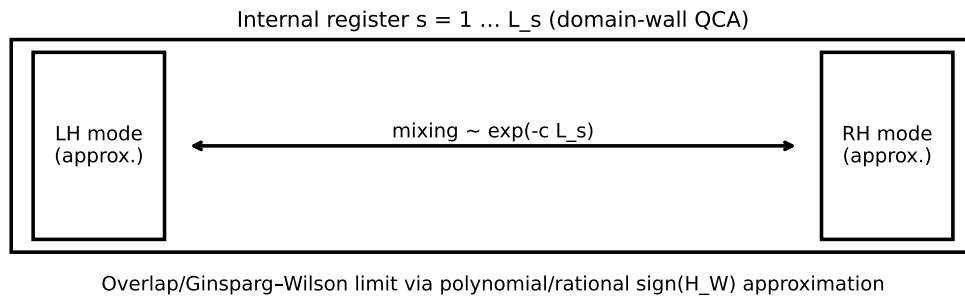 Internal register s = 1 … L_s (domain-wall QCA)
LH mode
(approx.)
mixing ~ exp(-c L_s)
RH mode
(approx.)
Overlap/Ginsparg–Wilson limit via polynomial/rational sign(H_W) approximation